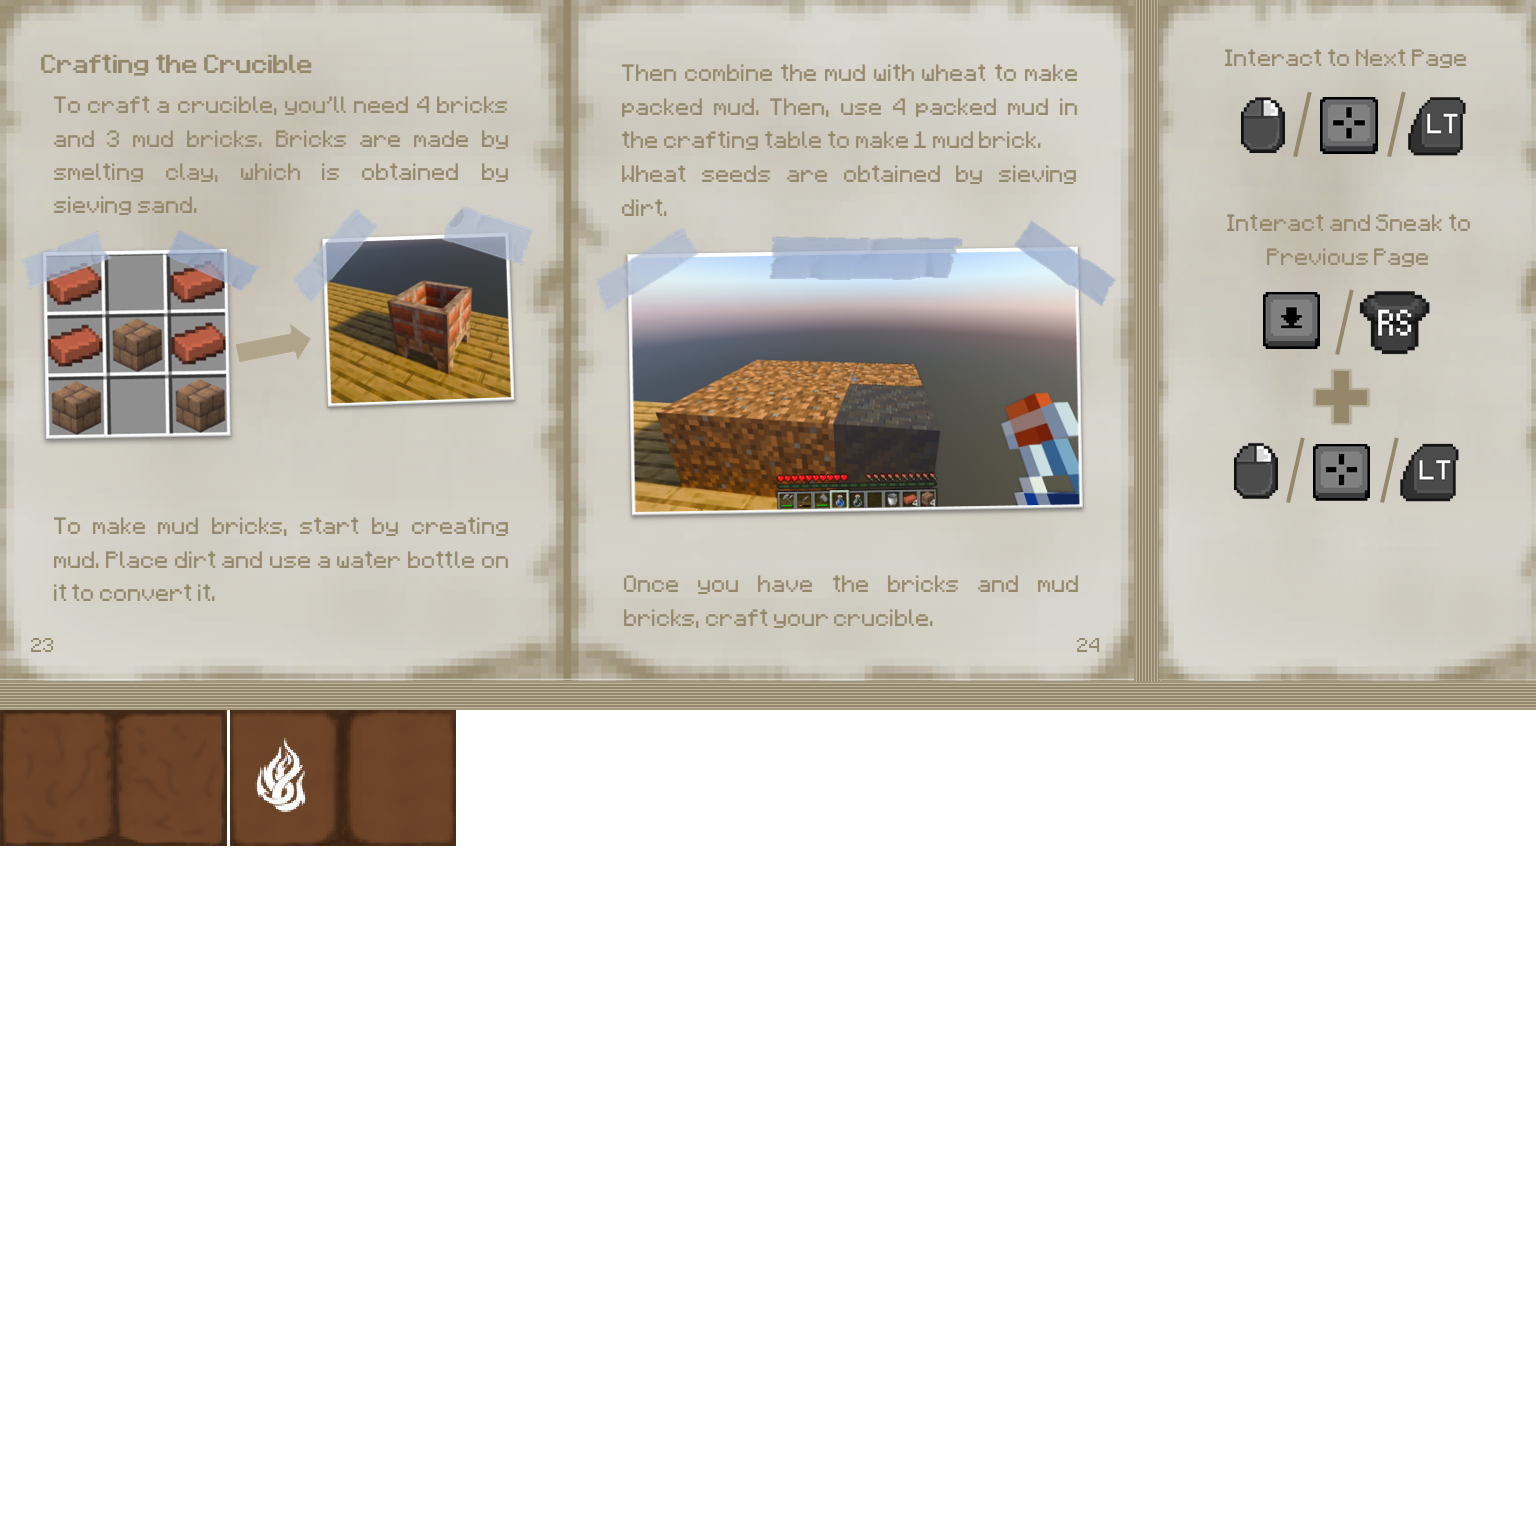 Crafting the Crucible
To craft a crucible, you'll need 4 bricks
and 3 mud bricks. Bricks are made by
smelting clay, which is obtained by
sieving sand.
To make mud bricks, start by creating
mud. Place dirt and use a water bottle on
it to convert it.
23
Then combine the mud with wheat to make
packed mud. Then, use 4 packed mud in
the crafting table to make 1 mud brick.
Wheat seeds are obtained by sieving
dirt.
4 4
Once you have the bricks and mud
bricks, craft your crucible.
24
Interact to Next Page
LT
Interact and Sneak to
Previous Page
RS
LT